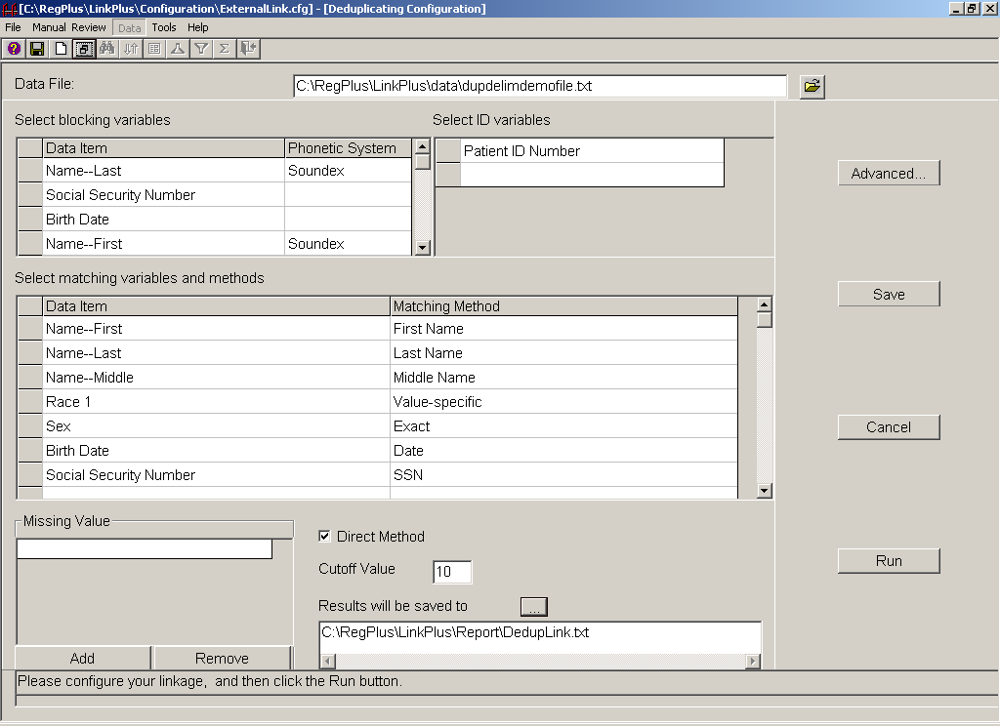 [C:\RegPlus\LinkPlus\Configuration\ExternalLink.cfg] - [Deduplicating Configuration]
File Manual Review Data Tools Help
Data File: C:\RegPlus\LinkPlus\data\dupdelimdemofile.txt
Select blocking variables Select ID variables
Data Item Phonetic System Patient ID Number
Name--Last Soundex
Social Security Number
Birth Date
Name--First Soundex
Advanced...
Select matching variables and methods
Save
Data Item Matching Method
Name--First First Name
Name--Last Last Name
Name--Middle Middle Name
Race 1 Value-specific
Sex Exact
Cancel
Birth Date Date
Social Security Number SSN
Missing Value
Direct Method
Cutoff Value 10
Run
Results will be saved to ...
C:\RegPlus\LinkPlus\Report\DedupLink.txt
Add Remove
Please configure your linkage, and then click the Run button.